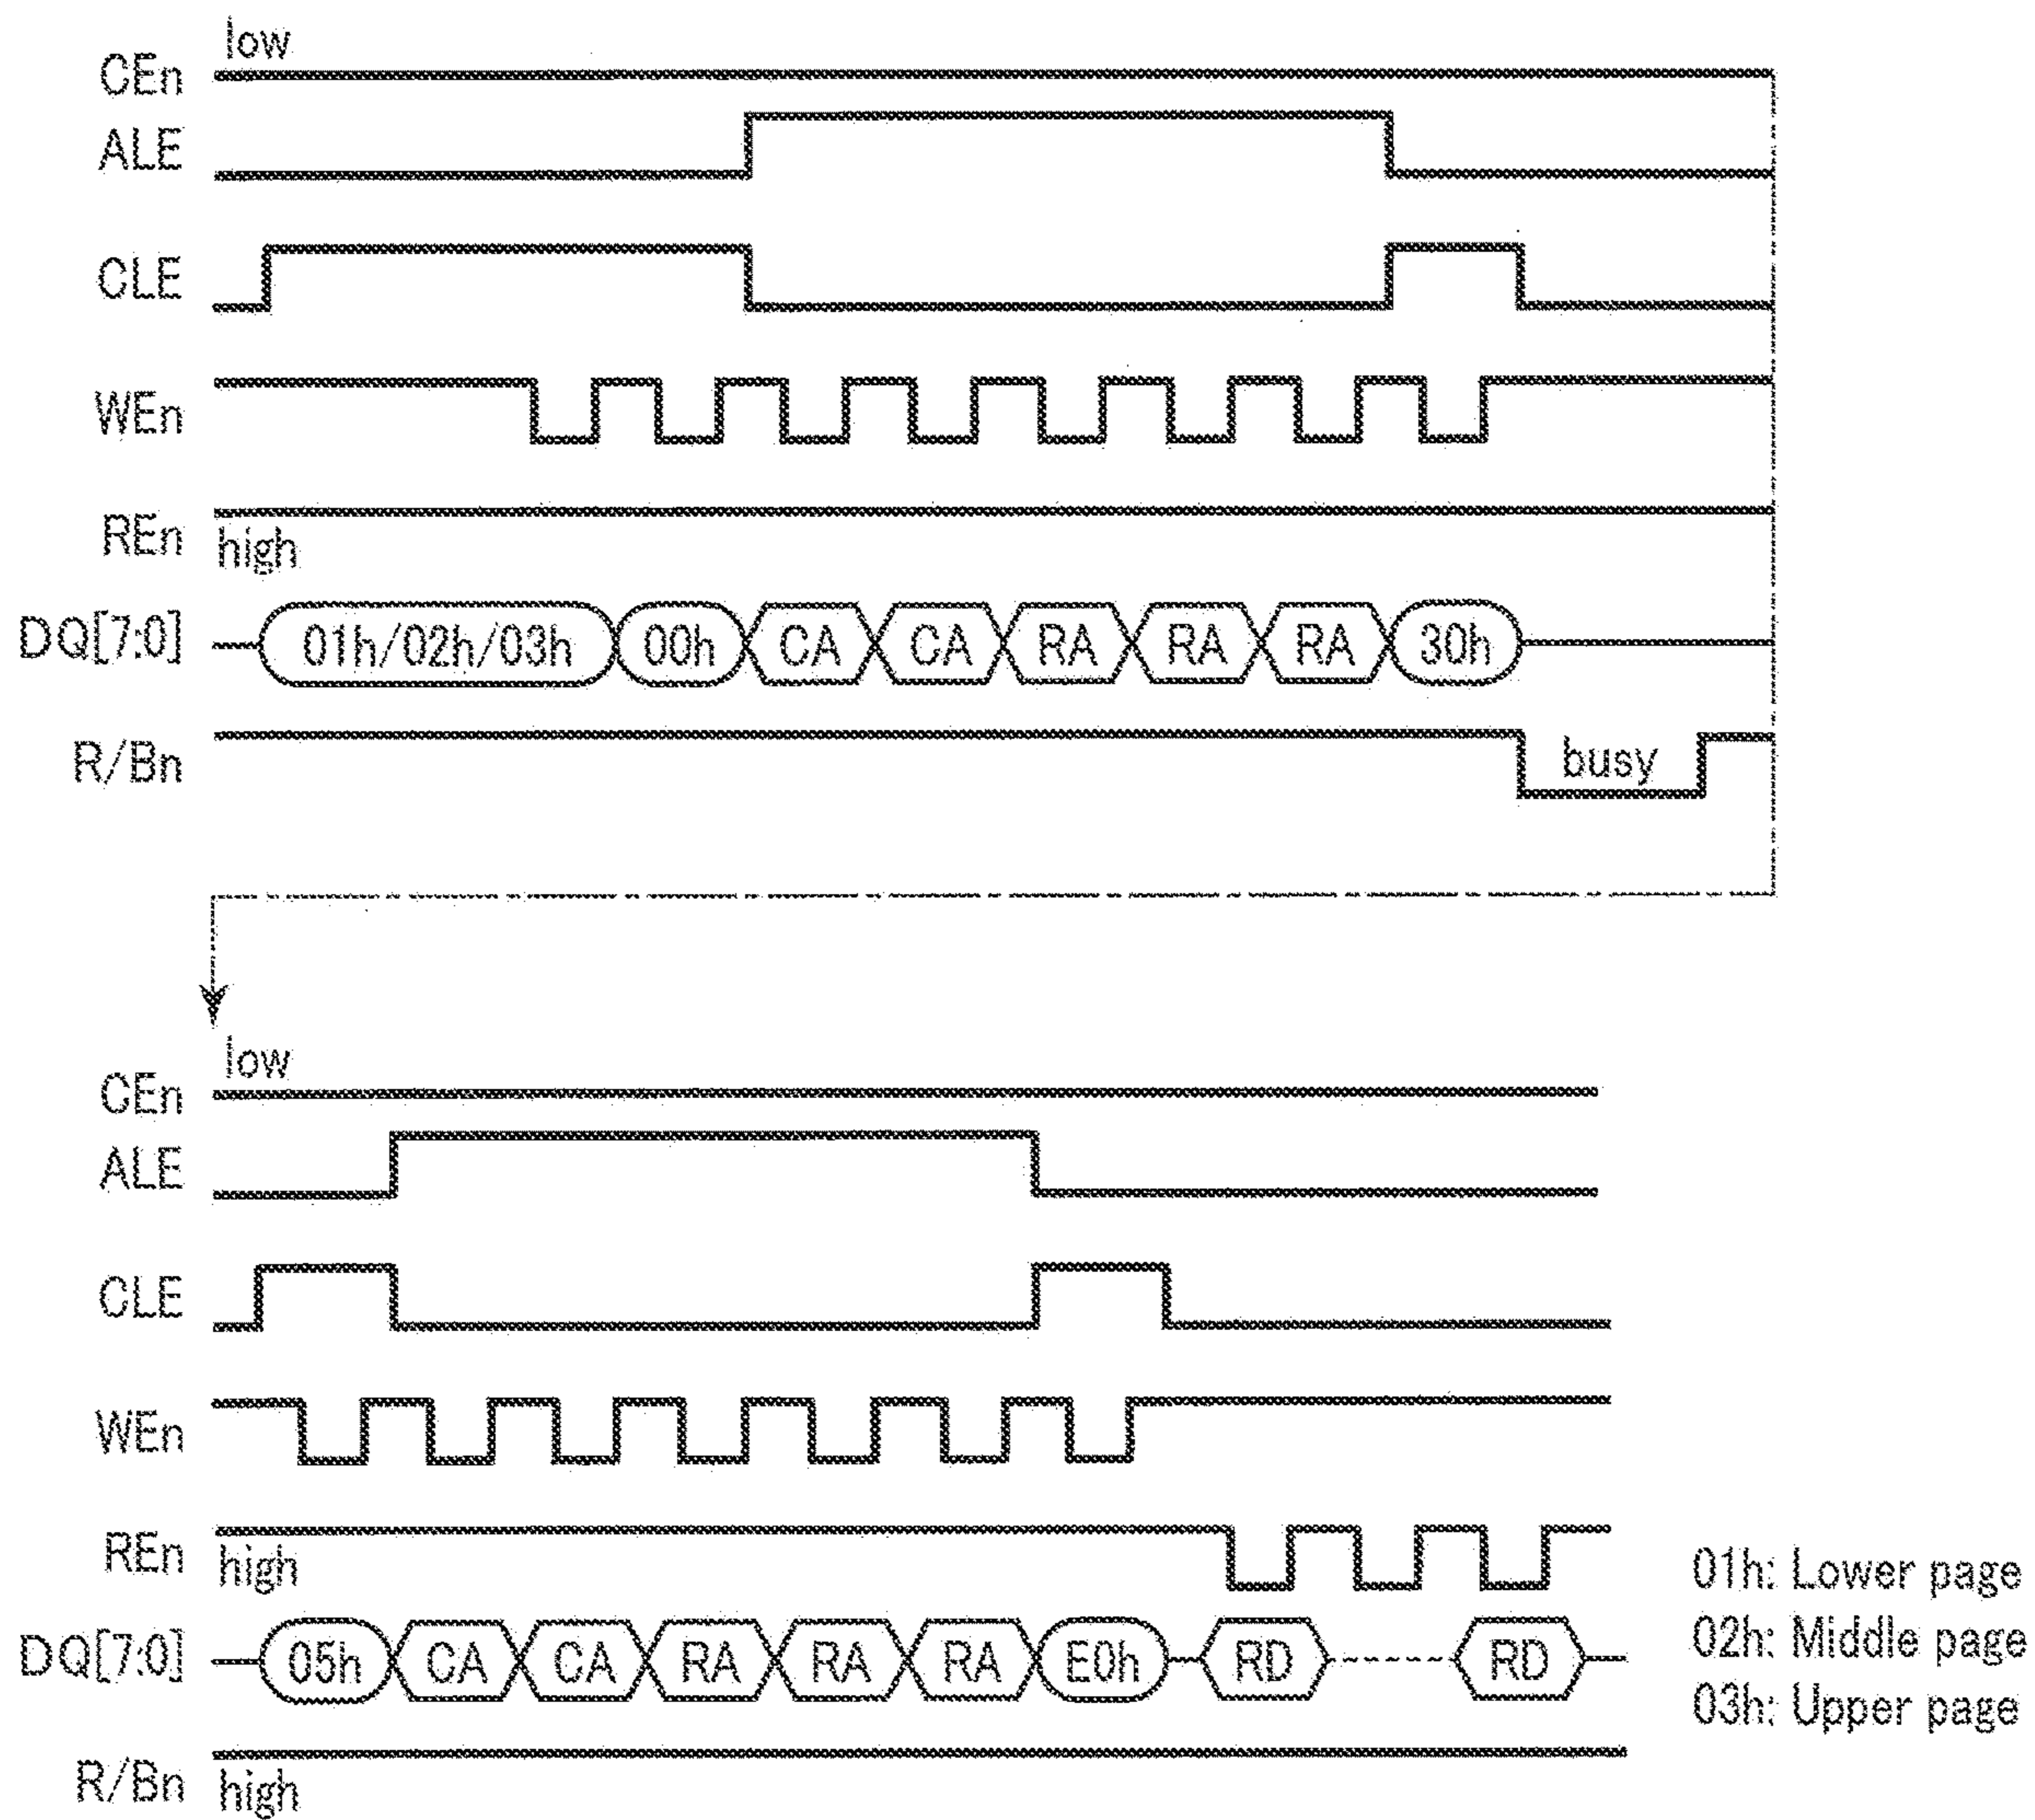 low
CEn
ALE
CLE
WEn
REn high
DQ[7:0] 01h/02h/03h 00h CA CA RA RA RA 30h
R/Bn busy
low
CEn
ALE
CLE
WEn
REn high
DQ[7:0] 05h CA CA RA RA RA E0h RD RD
R/Bn high
01h: Lower page
02h: Middle page
03h: Upper page